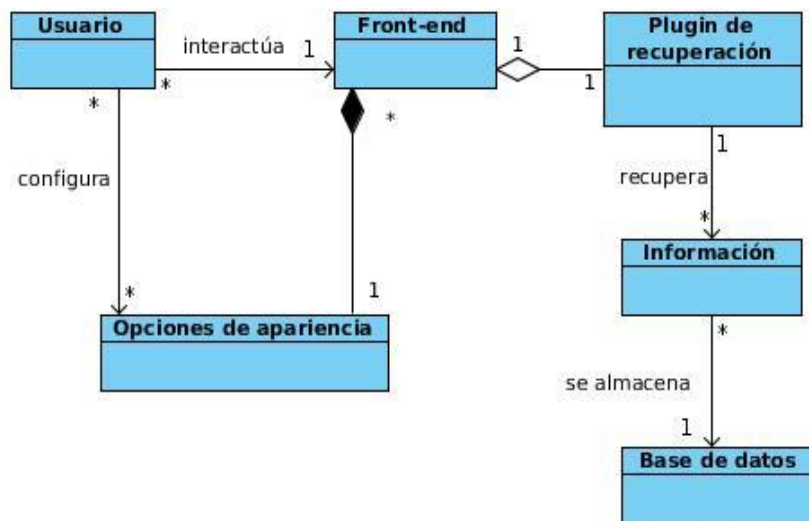 Usuario
interactúa
1
Front-end
1
Plugin de
recuperación
*
*
*
1
1
configura
recupera
*
*
1
Información
Opciones de apariencia
*
se almacena
1
Base de datos